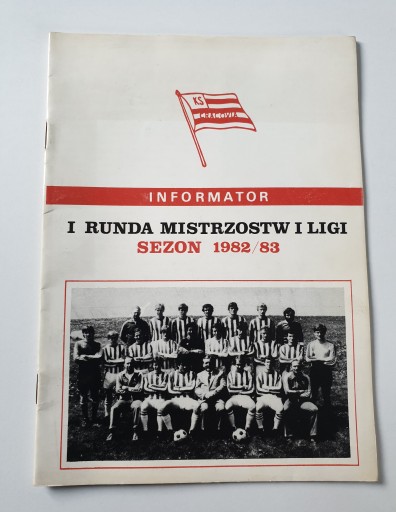 KS
CRACOVIA
INFORMATOR
I RUNDA MISTRZOSTW I LIGI
SEZON 1982/83